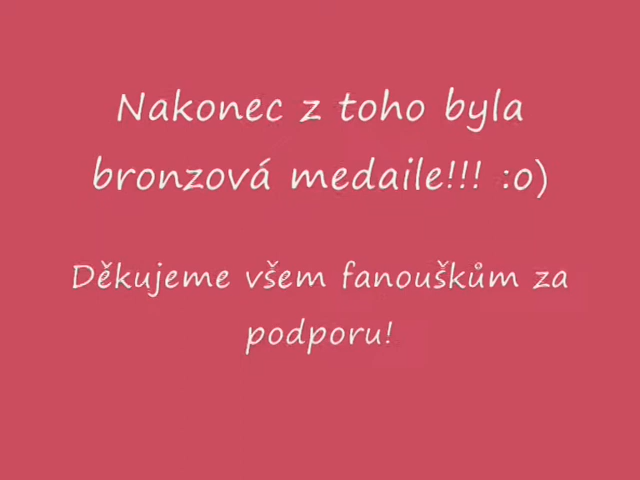 Nakonec z toho byla
bronzová medaile!!! :o)
Děkujeme všem fanouškům za
podporu!